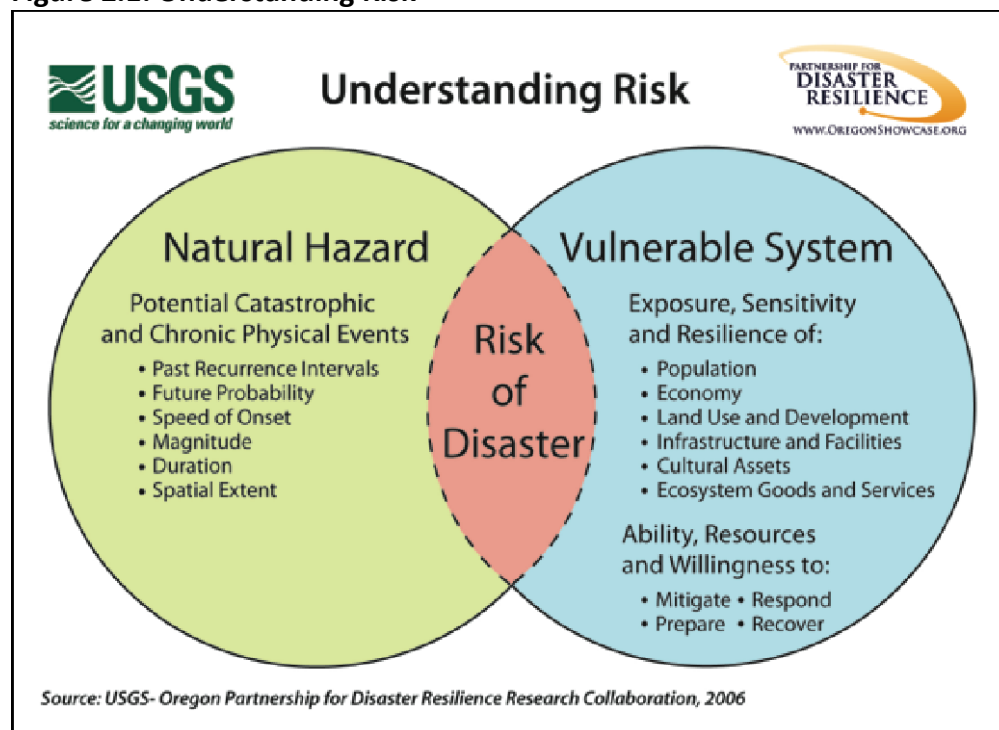 USGS
science for a changing world
Understanding Risk
PARTNERSHIP FOR
DISASTER
RESILIENCE
WWW.OREGONSHOWCASE.ORG
Natural Hazard
Potential Catastrophic
and Chronic Physical Events
• Past Recurrence Intervals
• Future Probability
• Speed of Onset
• Magnitude
• Duration
• Spatial Extent
Risk
of
Disaster
Vulnerable System
Exposure, Sensitivity
and Resilience of:
• Population
• Economy
• Land Use and Development
• Infrastructure and Facilities
• Cultural Assets
• Ecosystem Goods and Services
Ability, Resources
and Willingness to:
• Mitigate • Respond
• Prepare • Recover
Source: USGS- Oregon Partnership for Disaster Resilience Research Collaboration, 2006